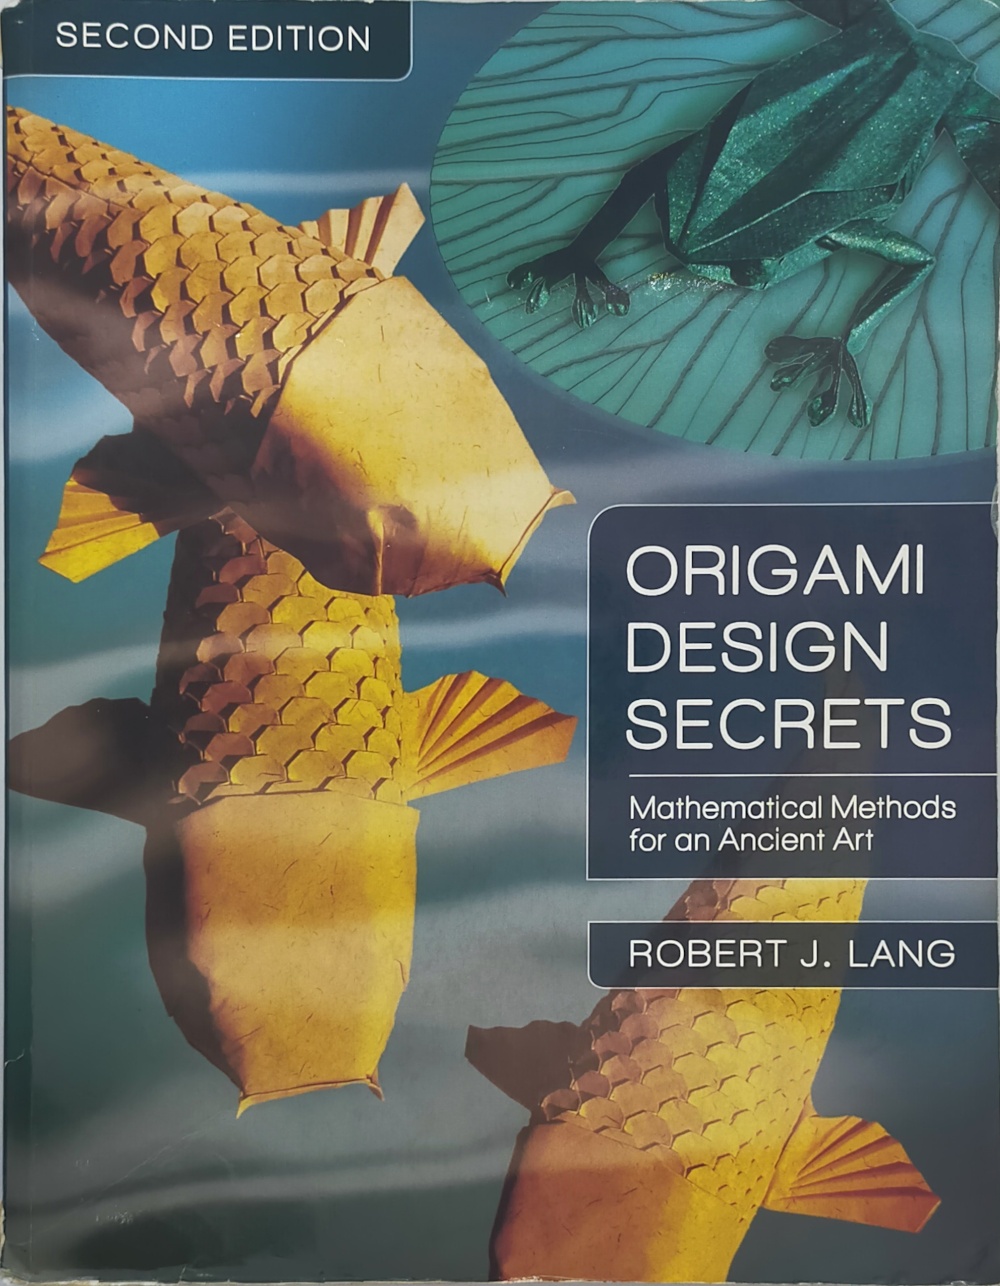 SECOND EDITION
ORIGAMI
DESIGN
SECRETS
Mathematical Methods
for an Ancient Art
ROBERT J. LANG